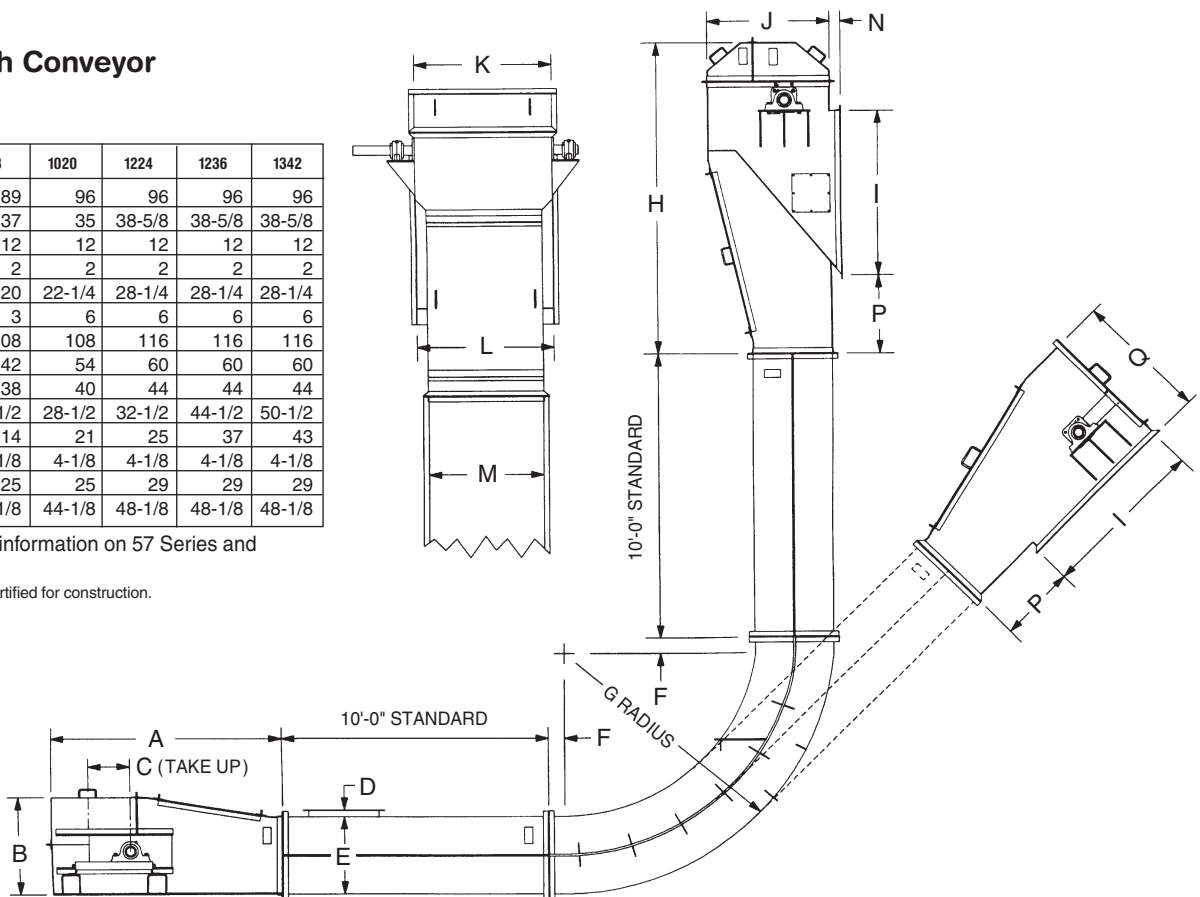 h Conveyor
1020 1224 1236 1342
89 96 96 96 96
37 35 38-5/8 38-5/8 38-5/8
12 12 12 12 12
2 2 2 2 2
20 22-1/4 28-1/4 28-1/4 28-1/4
3 6 6 6 6
08 108 116 116 116
42 54 60 60 60
38 40 44 44 44
1/2 28-1/2 32-1/2 44-1/2 50-1/2
14 21 25 37 43
1/8 4-1/8 4-1/8 4-1/8 4-1/8
25 25 29 29 29
1/8 44-1/8 48-1/8 48-1/8 48-1/8
information on 57 Series and
rtified for construction.
K
L
M
J
N
H
I
P
10'-0" STANDARD
Q
I
P
F
G RADIUS
F
10'-0" STANDARD
A
C (TAKE UP)
D
B
E